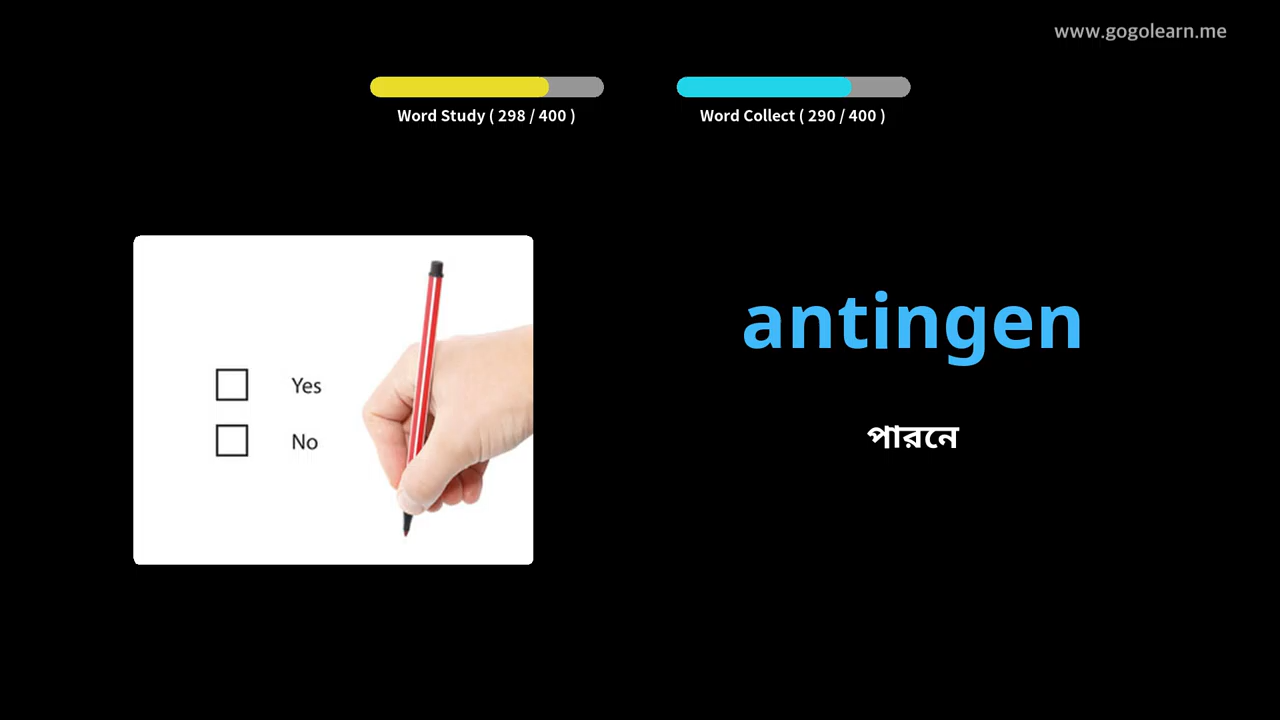 www.gogolearn.me
Word Study ( 298 / 400 )
Word Collect ( 290 / 400 )
Yes
No
antingen
পারনে